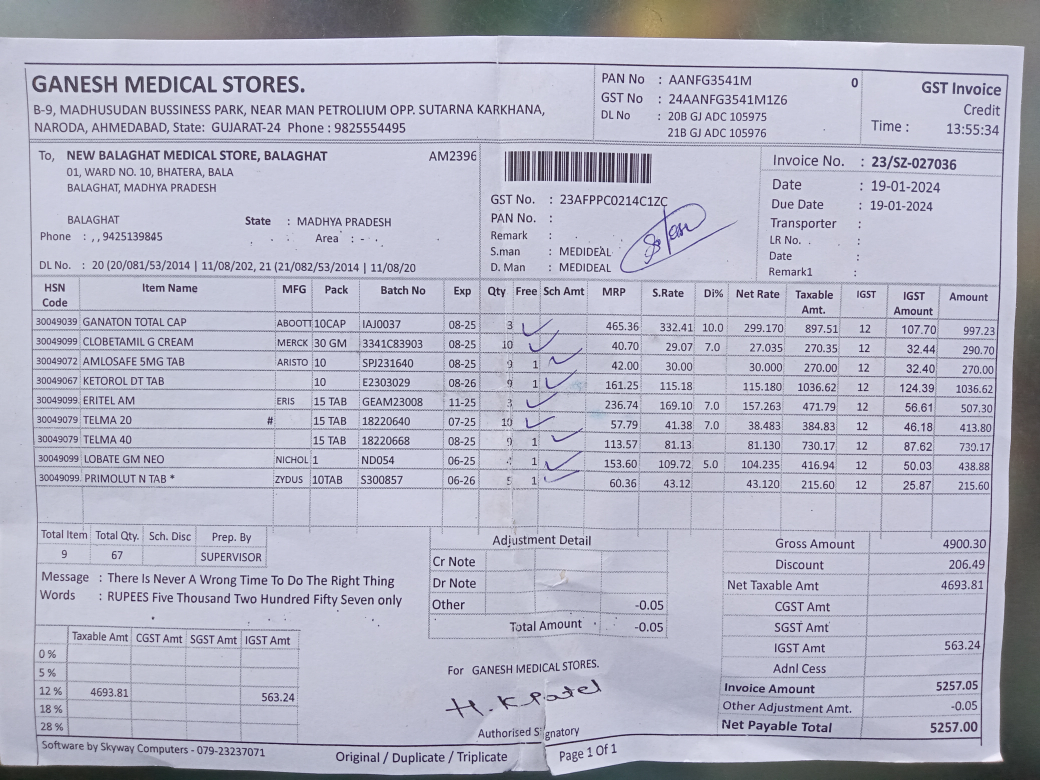 GANESH MEDICAL STORES.
B-9, MADHUSUDAN BUSSINESS PARK, NEAR MAN PETROLIUM OPP. SUTARNA KARKHANA,
NARODA, AHMEDABAD, State: GUJARAT-24 Phone : 9825554495
PAN No : AANFG3541M
GST No : 24AANFG3541M1Z6
DL No : 20B GJ ADC 105975
21B GJ ADC 105976
0
GST Invoice
Credit
Time : 13:55:34
To, NEW BALAGHAT MEDICAL STORE, BALAGHAT AM2396
01, WARD NO. 10, BHATERA, BALA
BALAGHAT, MADHYA PRADESH
BALAGHAT State : MADHYA PRADESH
Phone : ,, 9425139845 Area : -
DL No. : 20 (20/081/53/2014 | 11/08/202, 21 (21/082/53/2014 | 11/08/20
GST No. : 23AFPPC0214C1ZC
PAN No. :
Remark :
S.man : MEDIDEAL
D. Man : MEDIDEAL
Invoice No. : 23/SZ-027036
Date : 19-01-2024
Due Date : 19-01-2024
Transporter :
LR No. :
Date :
Remark1 :
HSN Code Item Name MFG Pack Batch No Exp Qty Free Sch Amt MRP S.Rate Di% Net Rate Taxable Amt. IGST IGST Amount Amount
30049039 GANATON TOTAL CAP ABOOTT 10CAP IAJ0037 08-25 3 465.36 332.41 10.0 299.170 897.51 12 107.70 997.23
30049099 CLOBETAMIL G CREAM MERCK 30 GM 3341C83903 08-25 10 40.70 29.07 7.0 27.035 270.35 12 32.44 290.70
30049072 AMLOSAFE 5MG TAB ARISTO 10 SPJ231640 08-25 9 1 42.00 30.00 30.000 270.00 12 32.40 270.00
30049067 KETOROL DT TAB 10 E2303029 08-26 9 1 161.25 115.18 115.180 1036.62 12 124.39 1036.62
30049099 ERITEL AM ERIS 15 TAB GEAM23008 11-25 3 236.74 169.10 7.0 157.263 471.79 12 56.61 507.30
30049079 TELMA 20 # 15 TAB 18220640 07-25 10 57.79 41.38 7.0 38.483 384.83 12 46.18 413.80
30049079 TELMA 40 15 TAB 18220668 08-25 9 1 113.57 81.13 81.130 730.17 12 87.62 730.17
30049099 LOBATE GM NEO NICHOL 1 ND054 06-25 1 153.60 109.72 5.0 104.235 416.94 12 50.03 438.88
30049099 PRIMOLUT N TAB * ZYDUS 10TAB S300857 06-26 5 1 60.36 43.12 43.120 215.60 12 25.87 215.60
Total Item Total Qty. Sch. Disc Prep. By
9 67 SUPERVISOR
Message : There Is Never A Wrong Time To Do The Right Thing
Words : RUPEES Five Thousand Two Hundred Fifty Seven only
Adjustment Detail
Cr Note
Dr Note
Other -0.05
Total Amount -0.05
Gross Amount 4900.30
Discount 206.49
Net Taxable Amt 4693.81
CGST Amt
SGST Amt
IGST Amt 563.24
Adnl Cess
Invoice Amount 5257.05
Other Adjustment Amt. -0.05
Net Payable Total 5257.00
Taxable Amt CGST Amt SGST Amt IGST Amt
0 %
5 %
12 % 4693.81 563.24
18 %
28 %
For GANESH MEDICAL STORES.
H.K.Patel
Authorised Signatory
Software by Skyway Computers - 079-23237071
Original / Duplicate / Triplicate
Page 1 Of 1